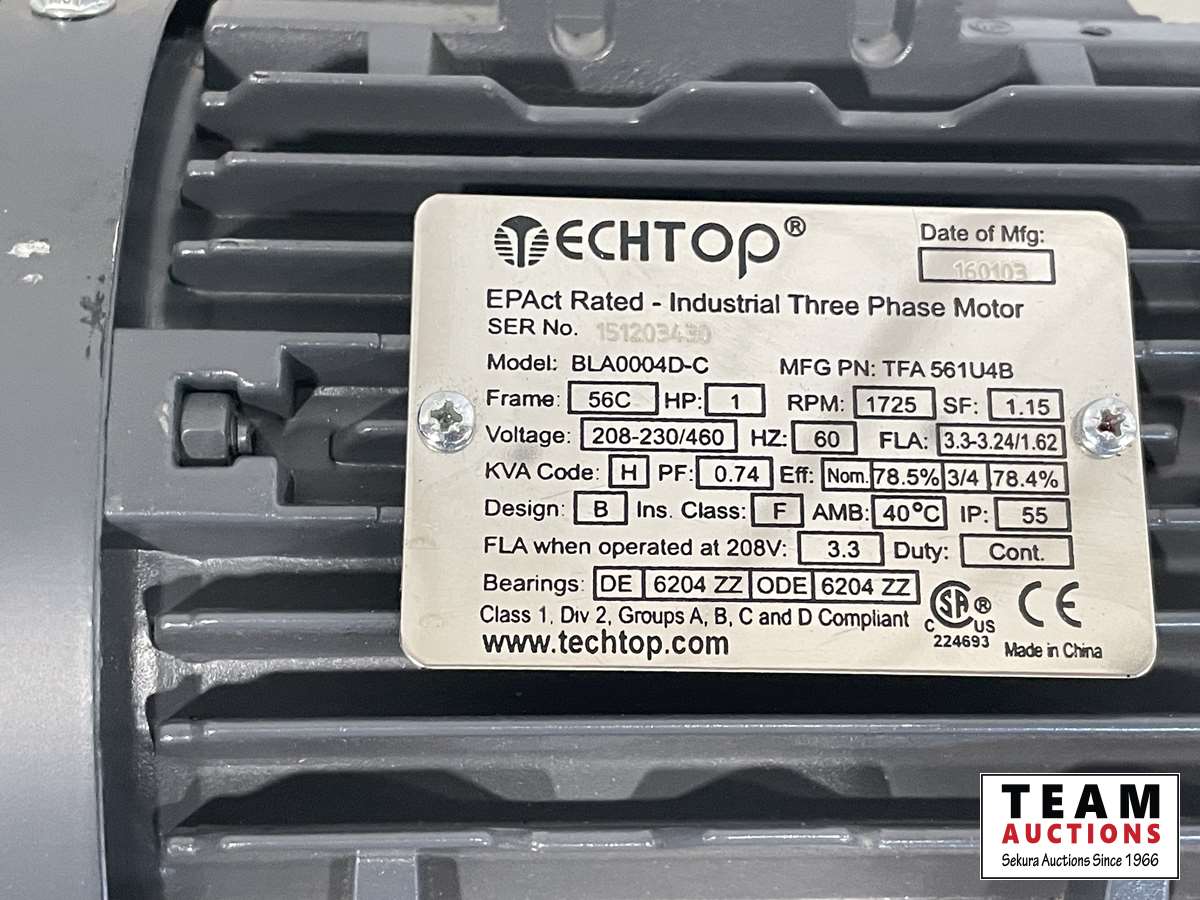 TECHTOP®
Date of Mfg:
160103
EPAct Rated - Industrial Three Phase Motor
SER No. 151203430
Model: BLA0004D-C MFG PN: TFA 561U4B
Frame: 56C HP: 1 RPM: 1725 SF: 1.15
Voltage: 208-230/460 HZ: 60 FLA: 3.3-3.24/1.62
KVA Code: H PF: 0.74 Eff: Nom. 78.5% 3/4 78.4%
Design: B Ins. Class: F AMB: 40°C IP: 55
FLA when operated at 208V: 3.3 Duty: Cont.
Bearings: DE 6204 ZZ ODE 6204 ZZ
Class 1, Div 2, Groups A, B, C and D Compliant
www.techtop.com
C SA ® US
224693
CE
Made in China
TEAM
AUCTIONS
Sekura Auctions Since 1966